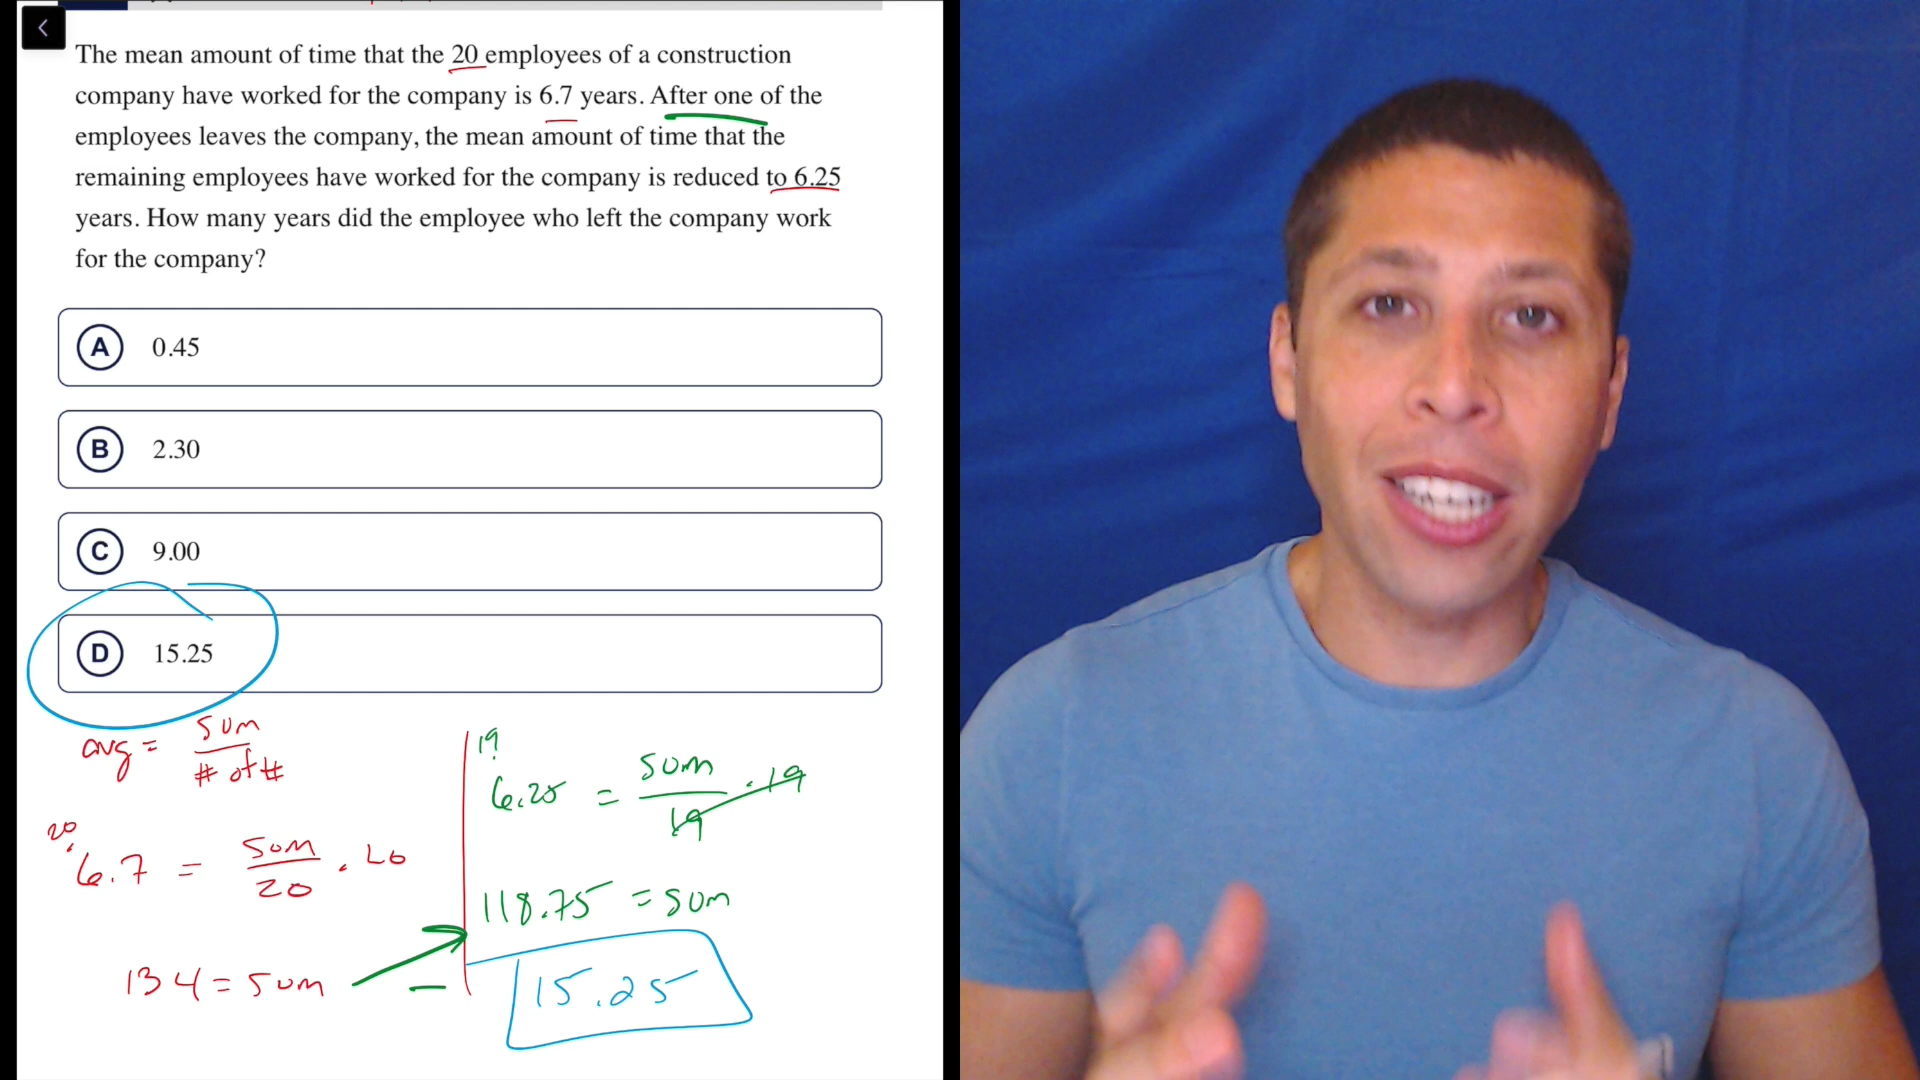 The mean amount of time that the 20 employees of a construction
company have worked for the company is 6.7 years. After one of the
employees leaves the company, the mean amount of time that the
remaining employees have worked for the company is reduced to 6.25
years. How many years did the employee who left the company work
for the company?
A 0.45
B 2.30
C 9.00
D 15.25
avg = sum
# of #
20 · 6.7 = sum
20 · 20
134 = sum
19 · 6.25 = sum
19 · 19
118.75 = sum
– 15.25